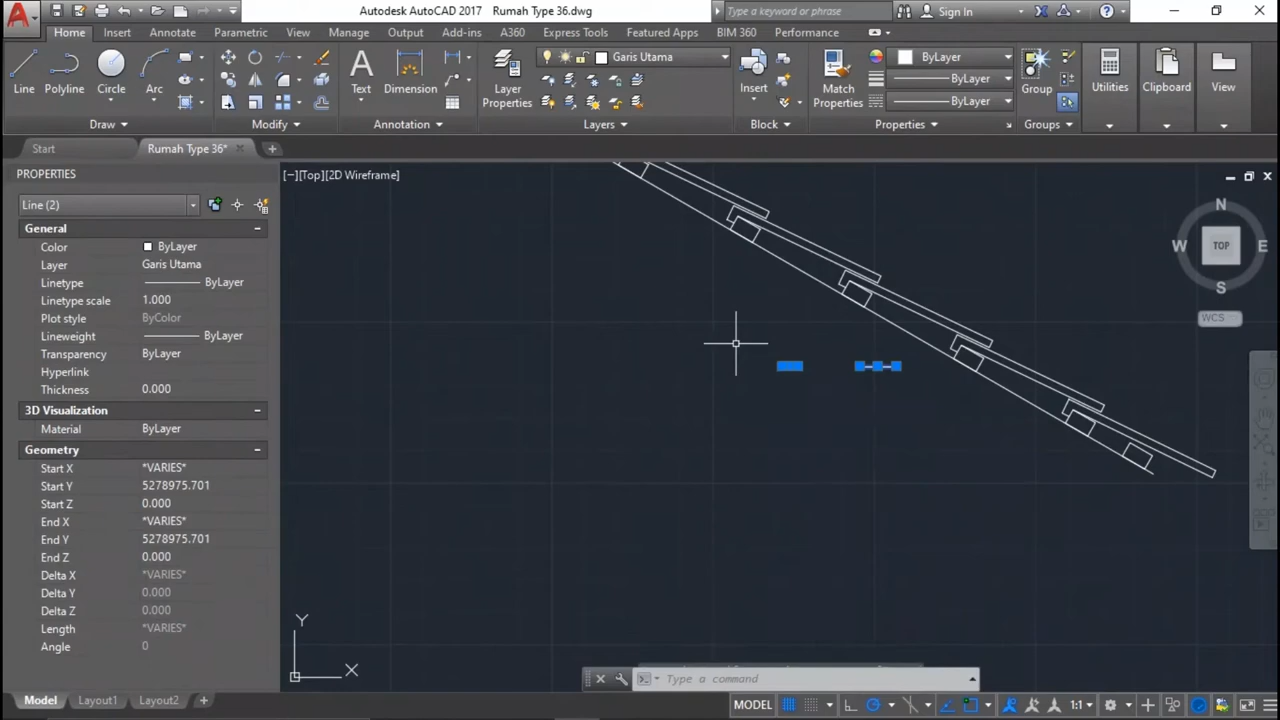 Autodesk AutoCAD 2017 Rumah Type 36.dwg
Type a keyword or phrase
Sign In
Home Insert Annotate Parametric View Manage Output Add-ins A360 Express Tools Featured Apps BIM 360 Performance
Garis Utama
ByLayer
ByLayer
ByLayer
Line Polyline Circle Arc
Text Dimension
Layer Properties
Insert
Match Properties
Group
Utilities
Clipboard
View
Draw Modify Annotation Layers Block Properties Groups
Start
Rumah Type 36*
PROPERTIES
[−][Top][2D Wireframe]
Line (2)
General
Color ByLayer
Layer Garis Utama
Linetype ByLayer
Linetype scale 1.000
Plot style ByColor
Lineweight ByLayer
Transparency ByLayer
Hyperlink
Thickness 0.000
3D Visualization
Material ByLayer
Geometry
Start X *VARIES*
Start Y 5278975.701
Start Z 0.000
End X *VARIES*
End Y 5278975.701
End Z 0.000
Delta X *VARIES*
Delta Y 0.000
Delta Z 0.000
Length *VARIES*
Angle 0
N
W TOP E
S
WCS
Y
X
Type a command
Model Layout1 Layout2
MODEL
1:1